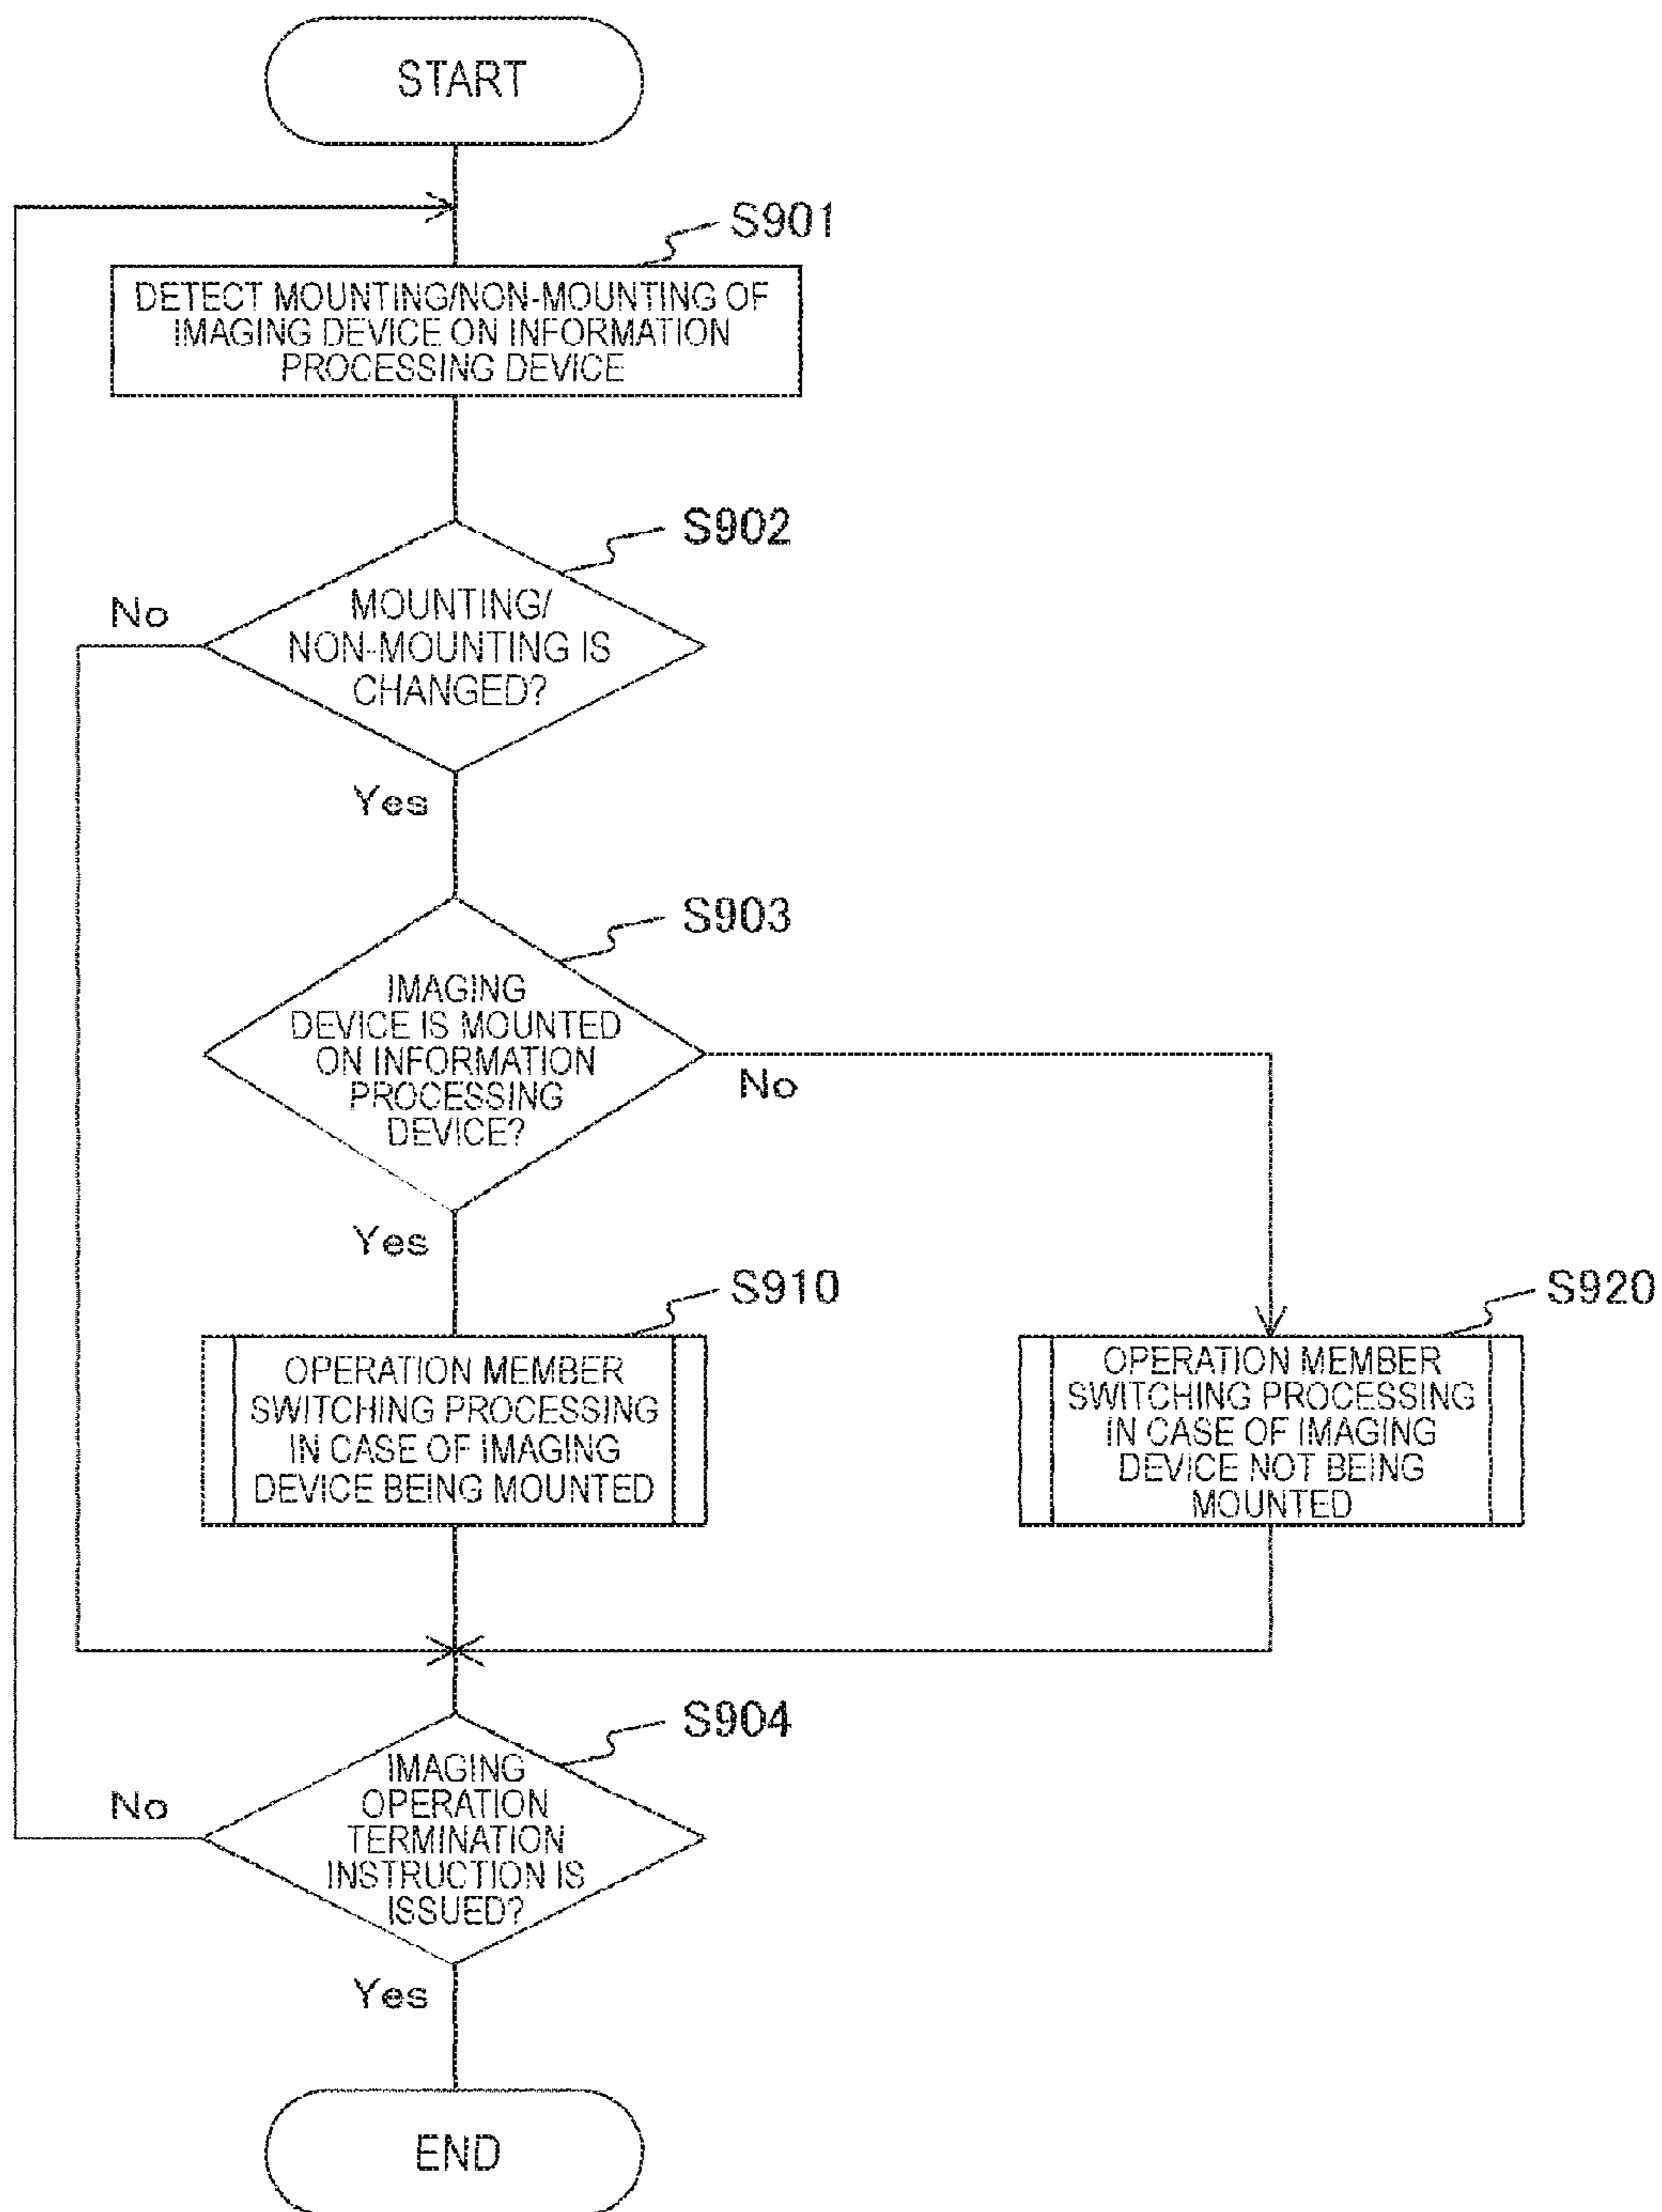 START
S901
DETECT MOUNTING/NON-MOUNTING OF
IMAGING DEVICE ON INFORMATION
PROCESSING DEVICE
S902
MOUNTING/
NON-MOUNTING IS
CHANGED?
No
Yes
S903
IMAGING
DEVICE IS MOUNTED
ON INFORMATION
PROCESSING
DEVICE?
No
Yes
S910
OPERATION MEMBER
SWITCHING PROCESSING
IN CASE OF IMAGING
DEVICE BEING MOUNTED
S920
OPERATION MEMBER
SWITCHING PROCESSING
IN CASE OF IMAGING
DEVICE NOT BEING
MOUNTED
S904
IMAGING
OPERATION
TERMINATION
INSTRUCTION IS
ISSUED?
No
Yes
END